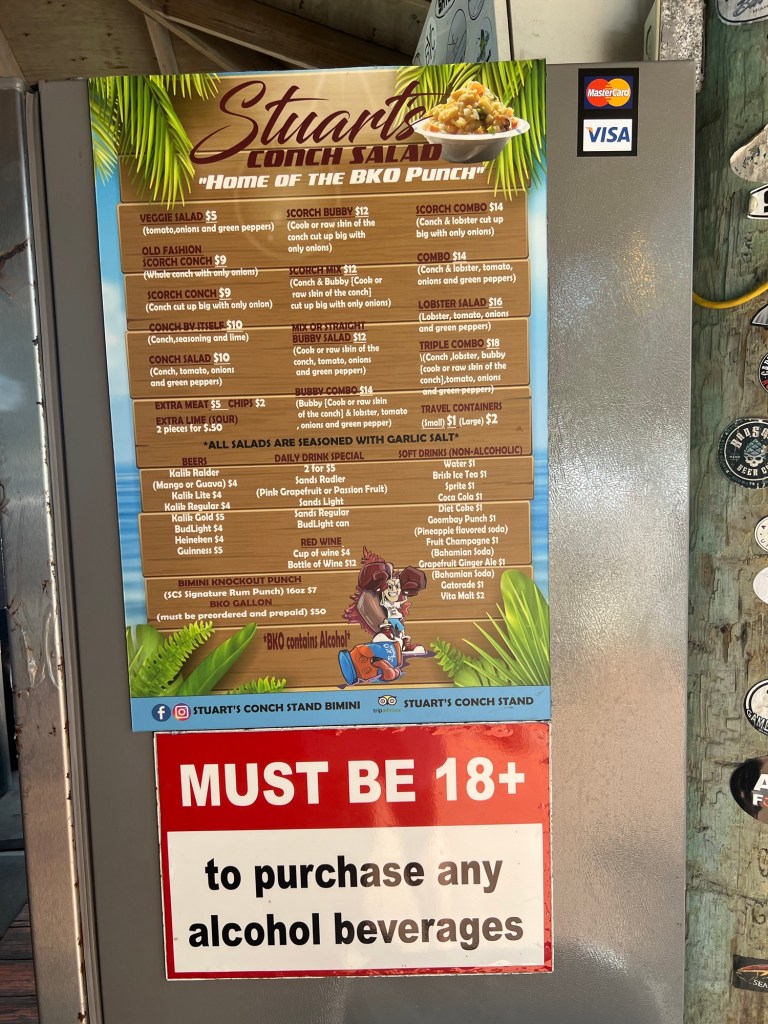 Stuarts
CONCH SALAD
"HOME OF THE BKO PUNCH"
MasterCard
VISA
VEGGIE SALAD $5
(tomato,onions and green peppers)
OLD FASHION
SCORCH CONCH $9
(Whole conch with only onions)
SCORCH CONCH $9
(Conch cut up big with only onion)
CONCH BY ITSELF $10
(Conch,seasoning and lime)
CONCH SALAD $10
(Conch, tomato, onions
and green peppers)
EXTRA MEAT $5 CHIPS $2
EXTRA LIME (SOUR)
2 pieces for $.50
SCORCH BUBBY $12
(Cook or raw skin of the
conch cut up big with
only onions)
SCORCH MIX $12
(Conch & Bubby [Cook or
raw skin of the conch]
cut up big with only onions)
MIX OR STRAIGHT
BUBBY SALAD $12
(Cook or raw skin of the
conch, tomato, onions
and green peppers)
BUBBY COMBO $14
(Bubby [Cook or raw skin
of the conch] & lobster, tomato
, onions and green pepper)
SCORCH COMBO $14
(Conch & lobster cut up
big with only onions)
COMBO $14
(Conch & lobster, tomato,
onions and green peppers)
LOBSTER SALAD $16
(Lobster, tomato, onions
and green peppers)
TRIPLE COMBO $18
\(Conch ,lobster, bubby
[cook or raw skin of the
conch],tomato, onions
and green peppers)
TRAVEL CONTAINERS
(Small) $1 (Large) $2
*ALL SALADS ARE SEASONED WITH GARLIC SALT*
BEERS
Kalik Ralder
(Mango or Guava) $4
Kalik Lite $4
Kalik Regular $4
Kalik Gold $5
BudLight $4
Heineken $4
Guinness $5
DAILY DRINK SPECIAL
2 for $5
Sands Radler
(Pink Grapefruit or Passion Fruit)
Sands Light
Sands Regular
BudLight can
RED WINE
Cup of wine $4
Bottle of Wine $12
SOFT DRINKS (NON-ALCOHOLIC)
Water $1
Brisk Ice Tea $1
Sprite $1
Coca Cola $1
Diet Coke $1
Goombay Punch $1
(Pineapple flavored soda)
Fruit Champagne $1
(Bahamian Soda)
Grapefruit Ginger Ale $1
(Bahamian Soda)
Gatorade $1
Vita Malt $2
BIMINI KNOCKOUT PUNCH
(SCS Signature Rum Punch) 16oz $7
BKO GALLON
(must be preordered and prepaid) $50
*BKO contains Alcohol*
STUART'S CONCH STAND BIMINI
tripadvisor
STUART'S CONCH STAND
MUST BE 18+
to purchase any
alcohol beverages